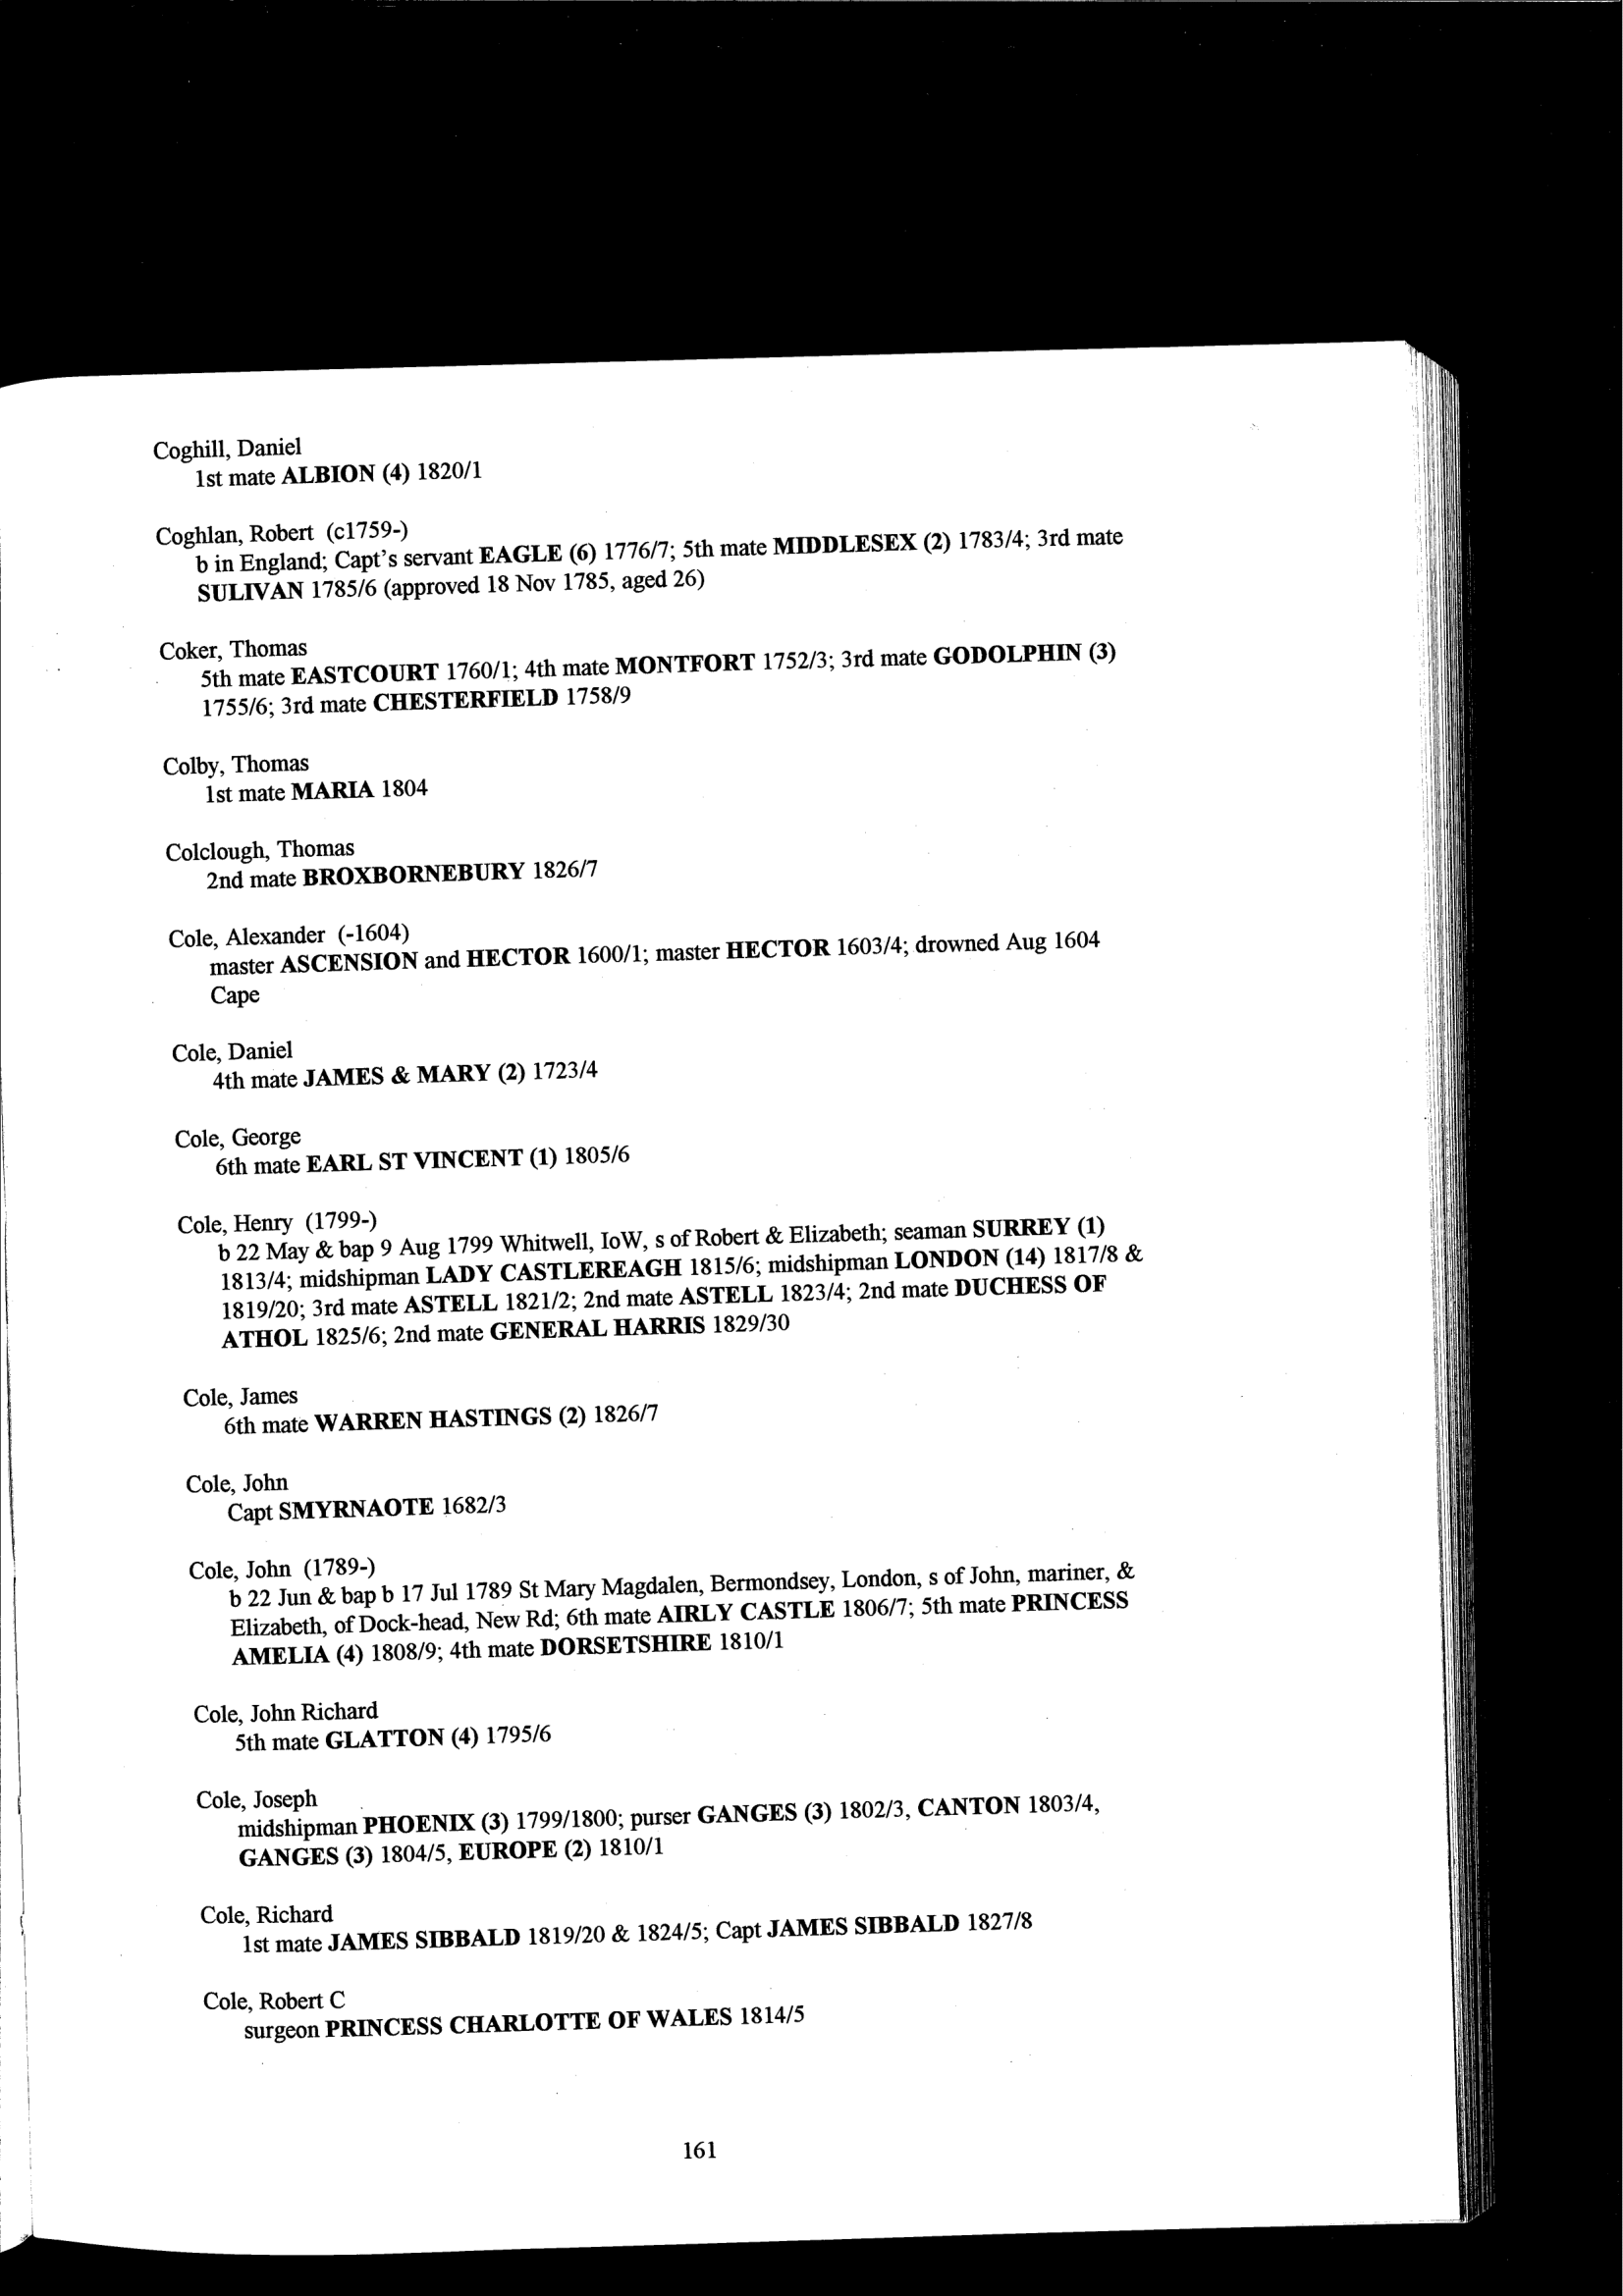 Coghill, Daniel
1st mate ALBION (4) 1820/1
Coghlan, Robert (c1759-)
b in England; Capt's servant EAGLE (6) 1776/7; 5th mate MIDDLESEX (2) 1783/4; 3rd mate
SULIVAN 1785/6 (approved 18 Nov 1785, aged 26)
Coker, Thomas
5th mate EASTCOURT 1760/1; 4th mate MONTFORT 1752/3; 3rd mate GODOLPHIN (3)
1755/6; 3rd mate CHESTERFIELD 1758/9
Colby, Thomas
1st mate MARIA 1804
Colclough, Thomas
2nd mate BROXBORNEBURY 1826/7
Cole, Alexander (-1604)
master ASCENSION and HECTOR 1600/1; master HECTOR 1603/4; drowned Aug 1604
Cape
Cole, Daniel
4th mate JAMES & MARY (2) 1723/4
Cole, George
6th mate EARL ST VINCENT (1) 1805/6
Cole, Henry (1799-)
b 22 May & bap 9 Aug 1799 Whitwell, IoW, s of Robert & Elizabeth; seaman SURREY (1)
1813/4; midshipman LADY CASTLEREAGH 1815/6; midshipman LONDON (14) 1817/8 &
1819/20; 3rd mate ASTELL 1821/2; 2nd mate ASTELL 1823/4; 2nd mate DUCHESS OF
ATHOL 1825/6; 2nd mate GENERAL HARRIS 1829/30
Cole, James
6th mate WARREN HASTINGS (2) 1826/7
Cole, John
Capt SMYRNAOTE 1682/3
Cole, John (1789-)
b 22 Jun & bap b 17 Jul 1789 St Mary Magdalen, Bermondsey, London, s of John, mariner, &
Elizabeth, of Dock-head, New Rd; 6th mate AIRLY CASTLE 1806/7; 5th mate PRINCESS
AMELIA (4) 1808/9; 4th mate DORSETSHIRE 1810/1
Cole, John Richard
5th mate GLATTON (4) 1795/6
Cole, Joseph
midshipman PHOENIX (3) 1799/1800; purser GANGES (3) 1802/3, CANTON 1803/4,
GANGES (3) 1804/5, EUROPE (2) 1810/1
Cole, Richard
1st mate JAMES SIBBALD 1819/20 & 1824/5; Capt JAMES SIBBALD 1827/8
Cole, Robert C
surgeon PRINCESS CHARLOTTE OF WALES 1814/5
161